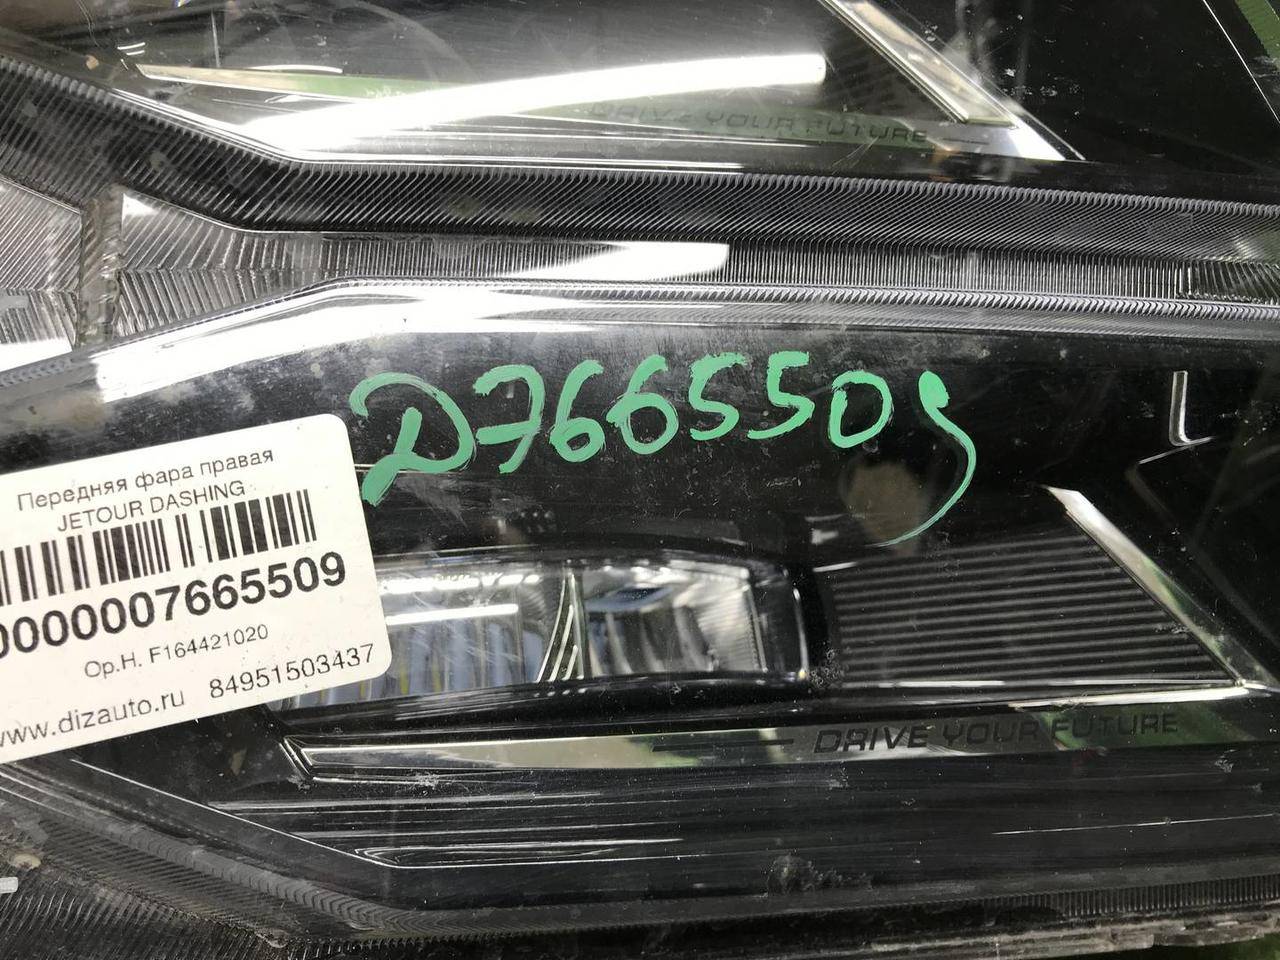 DRIVE YOUR FUTURE
D7665509
Передняя фара правая
JETOUR DASHING
0000007665509
Ор.Н. F164421020
www.dizauto.ru 84951503437
DRIVE YOUR FUTURE